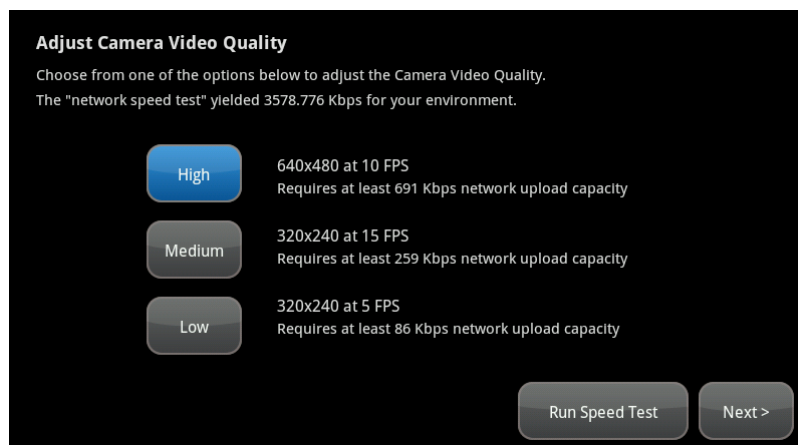 Adjust Camera Video Quality
Choose from one of the options below to adjust the Camera Video Quality.
The "network speed test" yielded 3578.776 Kbps for your environment.
High
640x480 at 10 FPS
Requires at least 691 Kbps network upload capacity
Medium
320x240 at 15 FPS
Requires at least 259 Kbps network upload capacity
Low
320x240 at 5 FPS
Requires at least 86 Kbps network upload capacity
Run Speed Test
Next >